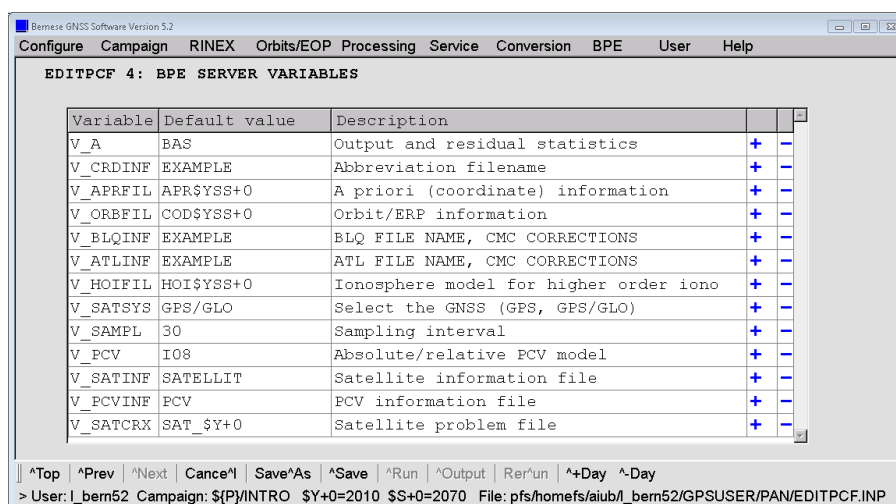 Bernese GNSS Software Version 5.2
Configure Campaign RINEX Orbits/EOP Processing Service Conversion BPE User Help
EDITPCF 4: BPE SERVER VARIABLES
Variable Default value Description
V_A BAS Output and residual statistics + -
V_CRDINF EXAMPLE Abbreviation filename + -
V_APRFIL APR$YSS+0 A priori (coordinate) information + -
V_ORBFIL COD$YSS+0 Orbit/ERP information + -
V_BLQINF EXAMPLE BLQ FILE NAME, CMC CORRECTIONS + -
V_ATLINF EXAMPLE ATL FILE NAME, CMC CORRECTIONS + -
V_HOIFIL HOI$YSS+0 Ionosphere model for higher order iono + -
V_SATSYS GPS/GLO Select the GNSS (GPS, GPS/GLO) + -
V_SAMPL 30 Sampling interval + -
V_PCV I08 Absolute/relative PCV model + -
V_SATINF SATELLIT Satellite information file + -
V_PCVINF PCV PCV information file + -
V_SATCRX SAT_$Y+0 Satellite problem file + -
^Top | ^Prev | ^Next | Cance^l | Save^As | ^Save | ^Run | ^Output | Rer^un | ^+Day ^-Day
> User: l_bern52 Campaign: ${P}/INTRO $Y+0=2010 $S+0=2070 File: pfs/homefs/aiub/l_bern52/GPSUSER/PAN/EDITPCF.INP